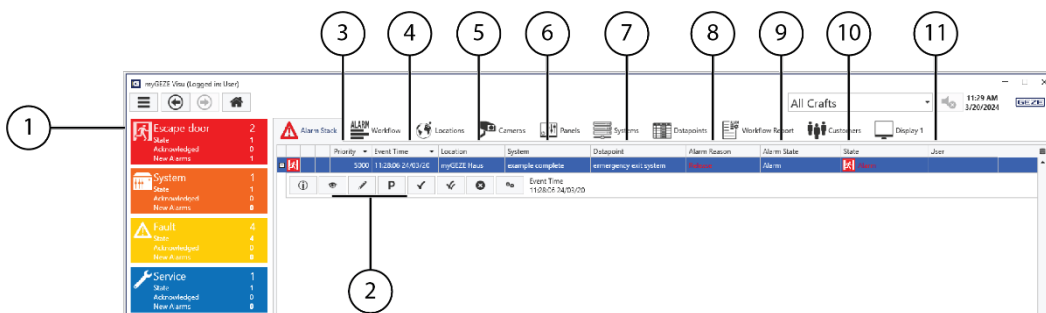 3 4 5 6 7 8 9 10 11
myGEZE Visu (Logged in: User)
All Crafts
11:29 AM
3/20/2024
GEZE
1
Escape door 2
State 1
Acknowledged 0
New Alarms 1
System 1
State 1
Acknowledged 0
New Alarms 0
Fault 4
State 4
Acknowledged 0
New Alarms 0
Service 1
State 1
Acknowledged 0
New Alarms 0
Alarm Stack ALARM Workflow Locations Cameras Panels Systems Datapoints Workflow Report Customers Display 1
Priority Event Time Location System Datapoint Alarm Reason Alarm State State User
5000 11:28:06 24/03/20 myGEZE Haus example complete ermergency exit system Alarm
P
Event Time
11:28:06 24/03/20
2